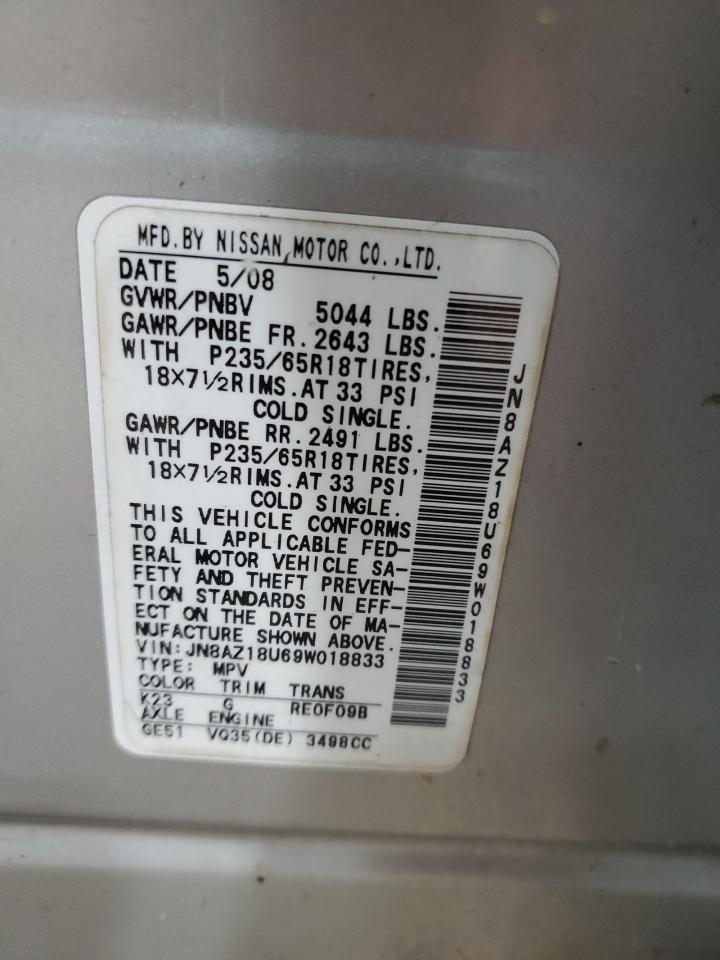 MFD.BY NISSAN MOTOR CO.,LTD.
DATE 5/08
GVWR/PNBV 5044 LBS.
GAWR/PNBE FR.2643 LBS.
WITH P235/65R18TIRES,
18×7½RIMS.AT 33 PSI
COLD SINGLE.
GAWR/PNBE RR.2491 LBS.
WITH P235/65R18TIRES,
18×7½RIMS.AT 33 PSI
COLD SINGLE.
THIS VEHICLE CONFORMS
TO ALL APPLICABLE FED-
ERAL MOTOR VEHICLE SA-
FETY AND THEFT PREVEN-
TION STANDARDS IN EFF-
ECT ON THE DATE OF MA-
NUFACTURE SHOWN ABOVE.
VIN:JN8AZ18U69W018833
TYPE: MPV
COLOR TRIM TRANS
K23 G RE0F09B
AXLE ENGINE
GE51 VQ35(DE) 3498CC
JN8AZ18U69W018833